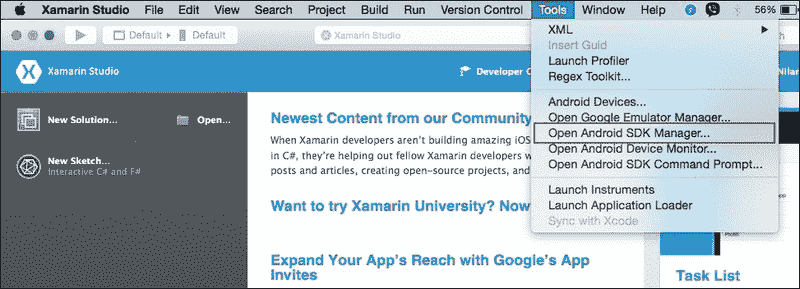 Xamarin Studio File Edit View Search Project Build Run Version Control Tools Window Help 56%
Default Default Xamarin Studio
Xamarin Studio Developer
New Solution... Open...
New Sketch...
Interactive C# and F#
Newest Content from our Community
When Xamarin developers aren't building amazing iOS
in C#, they're helping out fellow Xamarin developers
posts and articles, creating open-source projects, and
Want to try Xamarin University? Now
Expand Your App's Reach with Google's App
Invites
XML
Insert Guid
Launch Profiler
Regex Toolkit...
Android Devices...
Open Google Emulator Manager...
Open Android SDK Manager...
Open Android Device Monitor...
Open Android SDK Command Prompt...
Launch Instruments
Launch Application Loader
Sync with Xcode
Task List